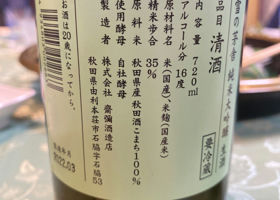 雪の茅舎 純米大吟醸 生酒
品目 清酒
内容量 720ml
アルコール分 16度
原材料名 米(国産)、米麹(国産米)
精米歩合 35%
原料米 秋田県産秋田酒こまち100%
使用酵母 自社酵母
製造者 株式会社 齋彌酒造店
秋田県由利本荘市石脇字石脇53
要冷蔵
お酒は20歳になってから。
2022.03